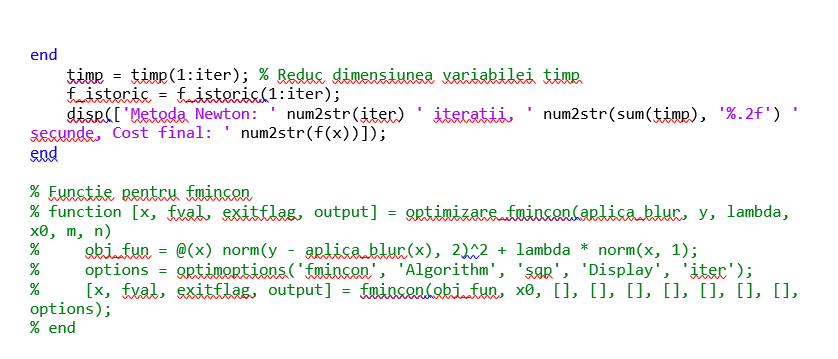 end
    timp = timp(1:iter); % Reduc dimensiunea variabilei timp
    f_istoric = f_istoric(1:iter);
    disp(['Metoda Newton: ' num2str(iter) ' iteratii, ' num2str(sum(timp), '%.2f') '
secunde, Cost final: ' num2str(f(x))]);
end
% Functie pentru fmincon
% function [x, fval, exitflag, output] = optimizare_fmincon(aplica_blur, y, lambda,
x0, m, n)
%     obj_fun = @(x) norm(y - aplica_blur(x), 2)^2 + lambda * norm(x, 1);
%     options = optimoptions('fmincon', 'Algorithm', 'sqp', 'Display', 'iter');
%     [x, fval, exitflag, output] = fmincon(obj_fun, x0, [], [], [], [], [], [], [],
options);
% end